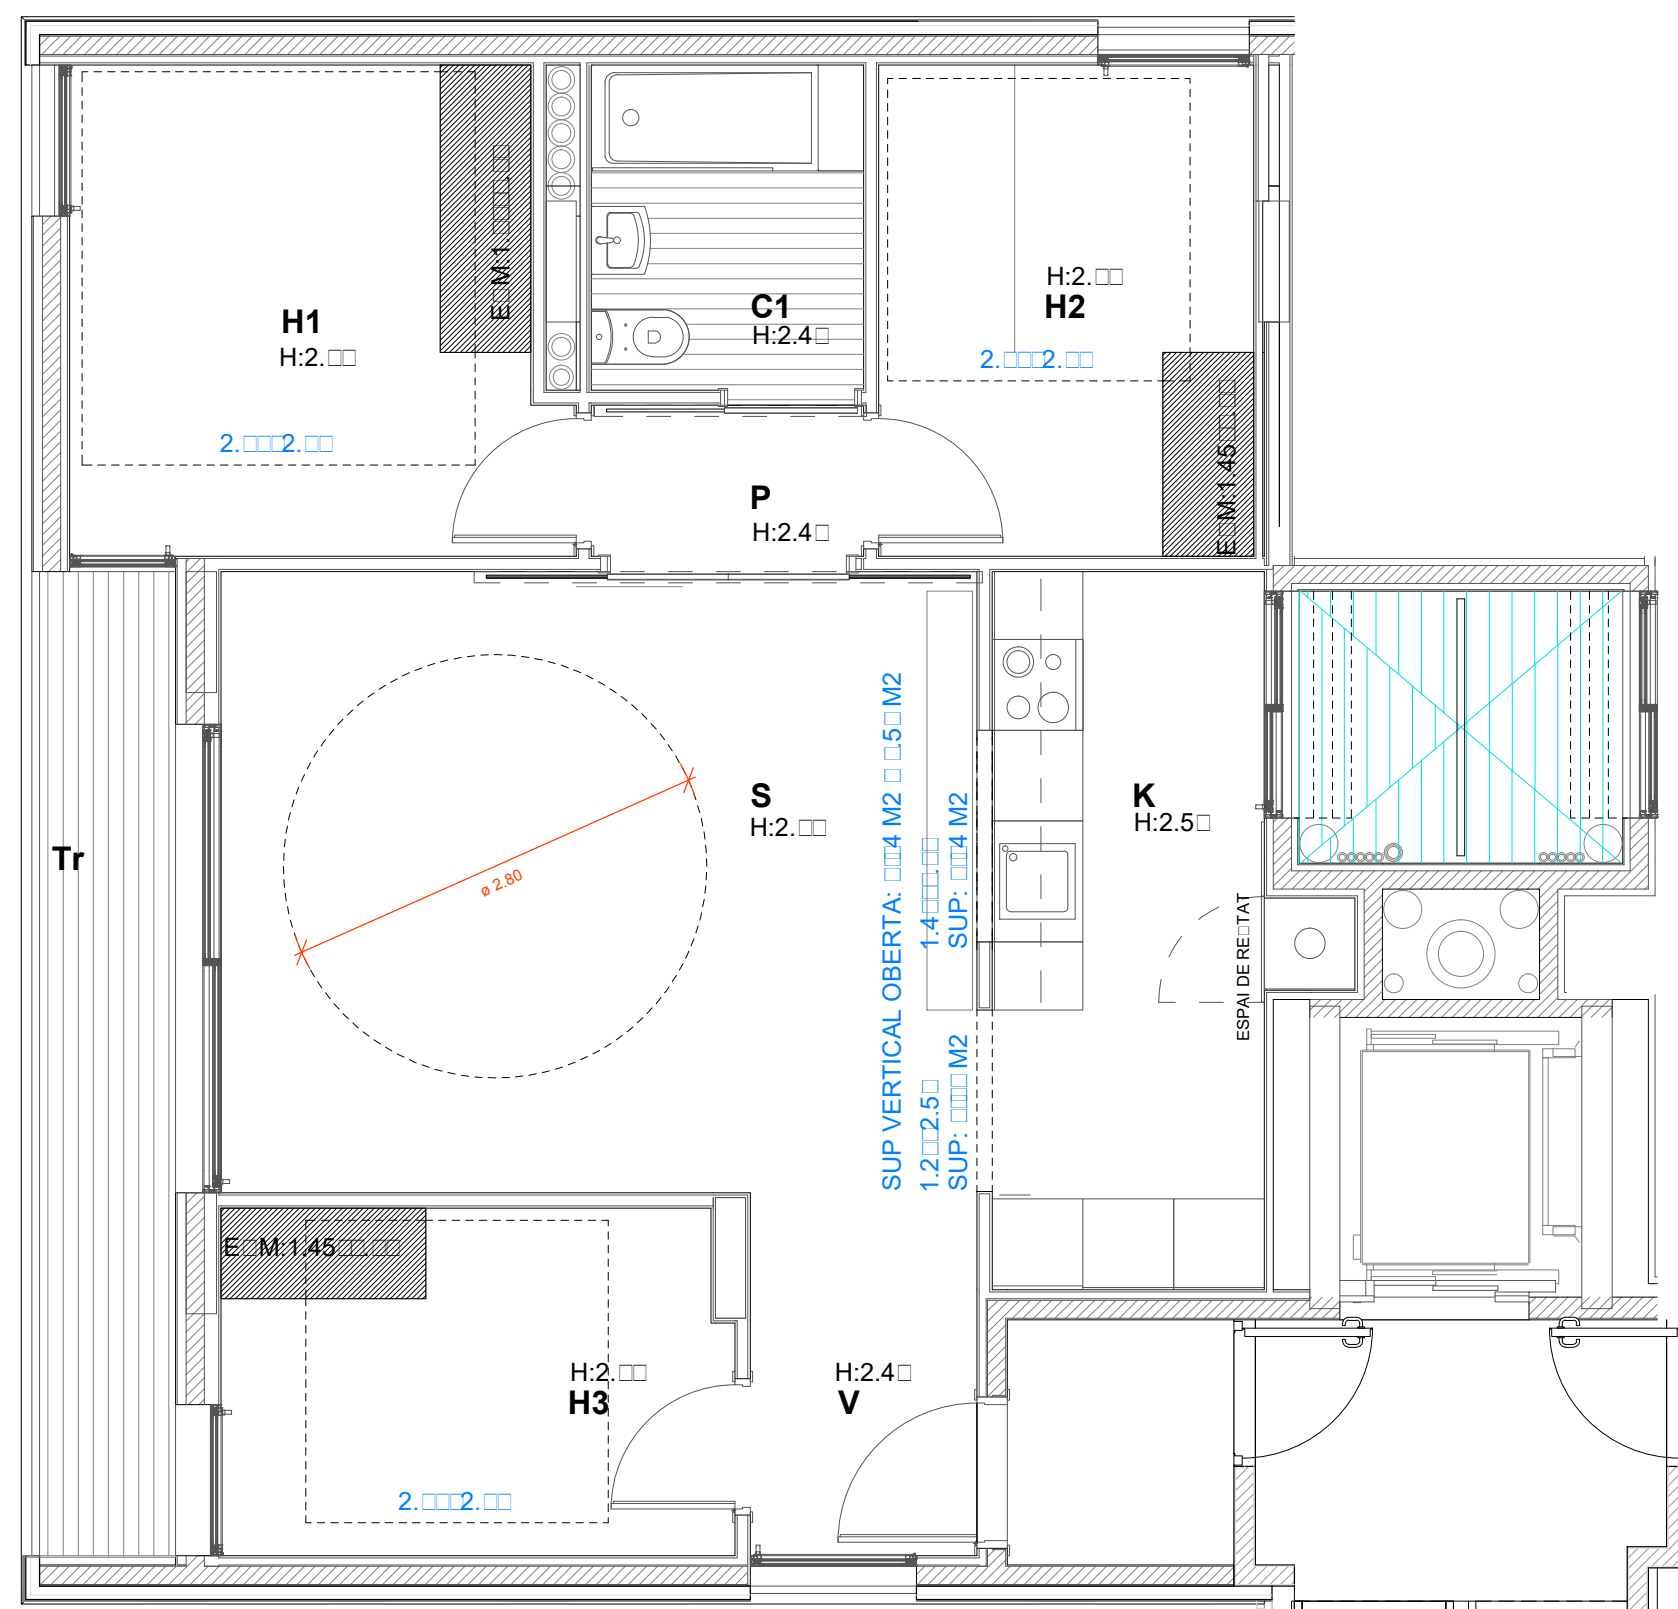 H1
H:2.□□
2.□□□2.□□
E□M:1.□□□□.□□
C1
H:2.4□
H:2.□□
H2
2.□□□2.□□
E□M:1.45□□.□□
P
H:2.4□
Tr
S
H:2.□□
ø 2.80
SUP VERTICAL OBERTA: □□4 M2 □ □.5□ M2
1.4□□□.□□
SUP: □□4 M2
1.2□□2.5□
SUP: □□□□ M2
K
H:2.5□
ESPAI DE RE□TAT
E□M:1.45□□.□□
H:2.□□
H3
2.□□□2.□□
H:2.4□
V